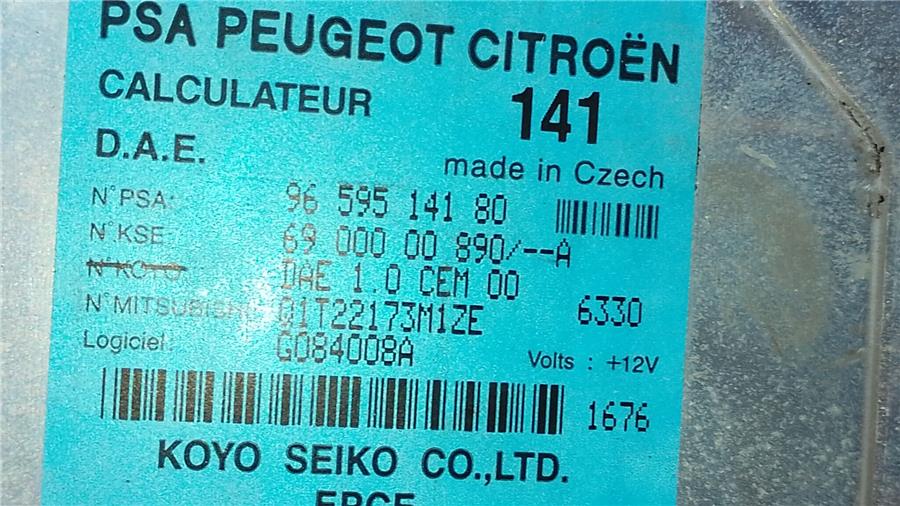 PSA PEUGEOT CITROËN
CALCULATEUR 141
D.A.E. made in Czech
N°PSA: 96 595 141 80
N°KSE 69 000 00 890/--A
N°KOYO DAE 1.0 CEM 00
N°MITSUBISHI Q1T22173M1ZE 6330
Logiciel: G084008A Volts : +12V
1676
KOYO SEIKO CO.,LTD.